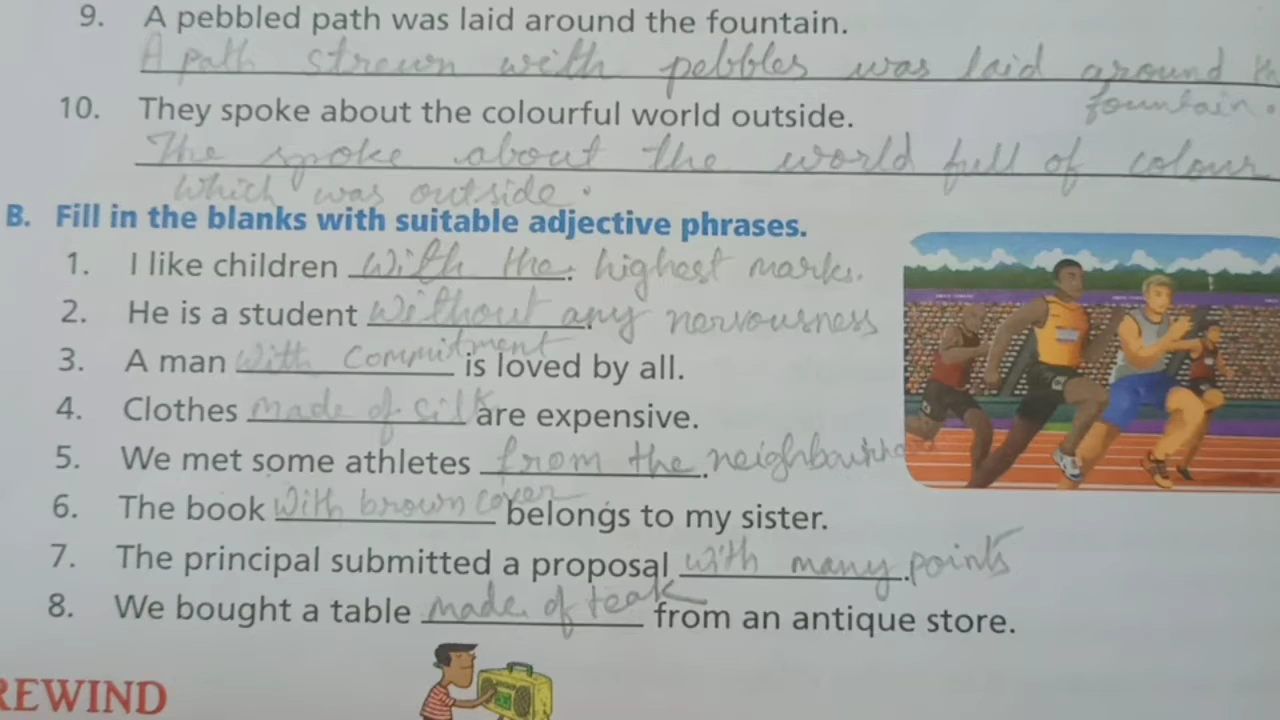 9. A pebbled path was laid around the fountain.
A path strewn with pebbles was laid around
fountain.
10. They spoke about the colourful world outside.
The spoke about the world full of colour
which was outside.
B. Fill in the blanks with suitable adjective phrases.
1. I like children with the highest marks.
2. He is a student without any nervousness
3. A man with commitment is loved by all.
4. Clothes made of silk are expensive.
5. We met some athletes from the.
6. The book with brown cover belongs to my sister.
7. The principal submitted a proposal with many points.
8. We bought a table made of teak from an antique store.
REWIND